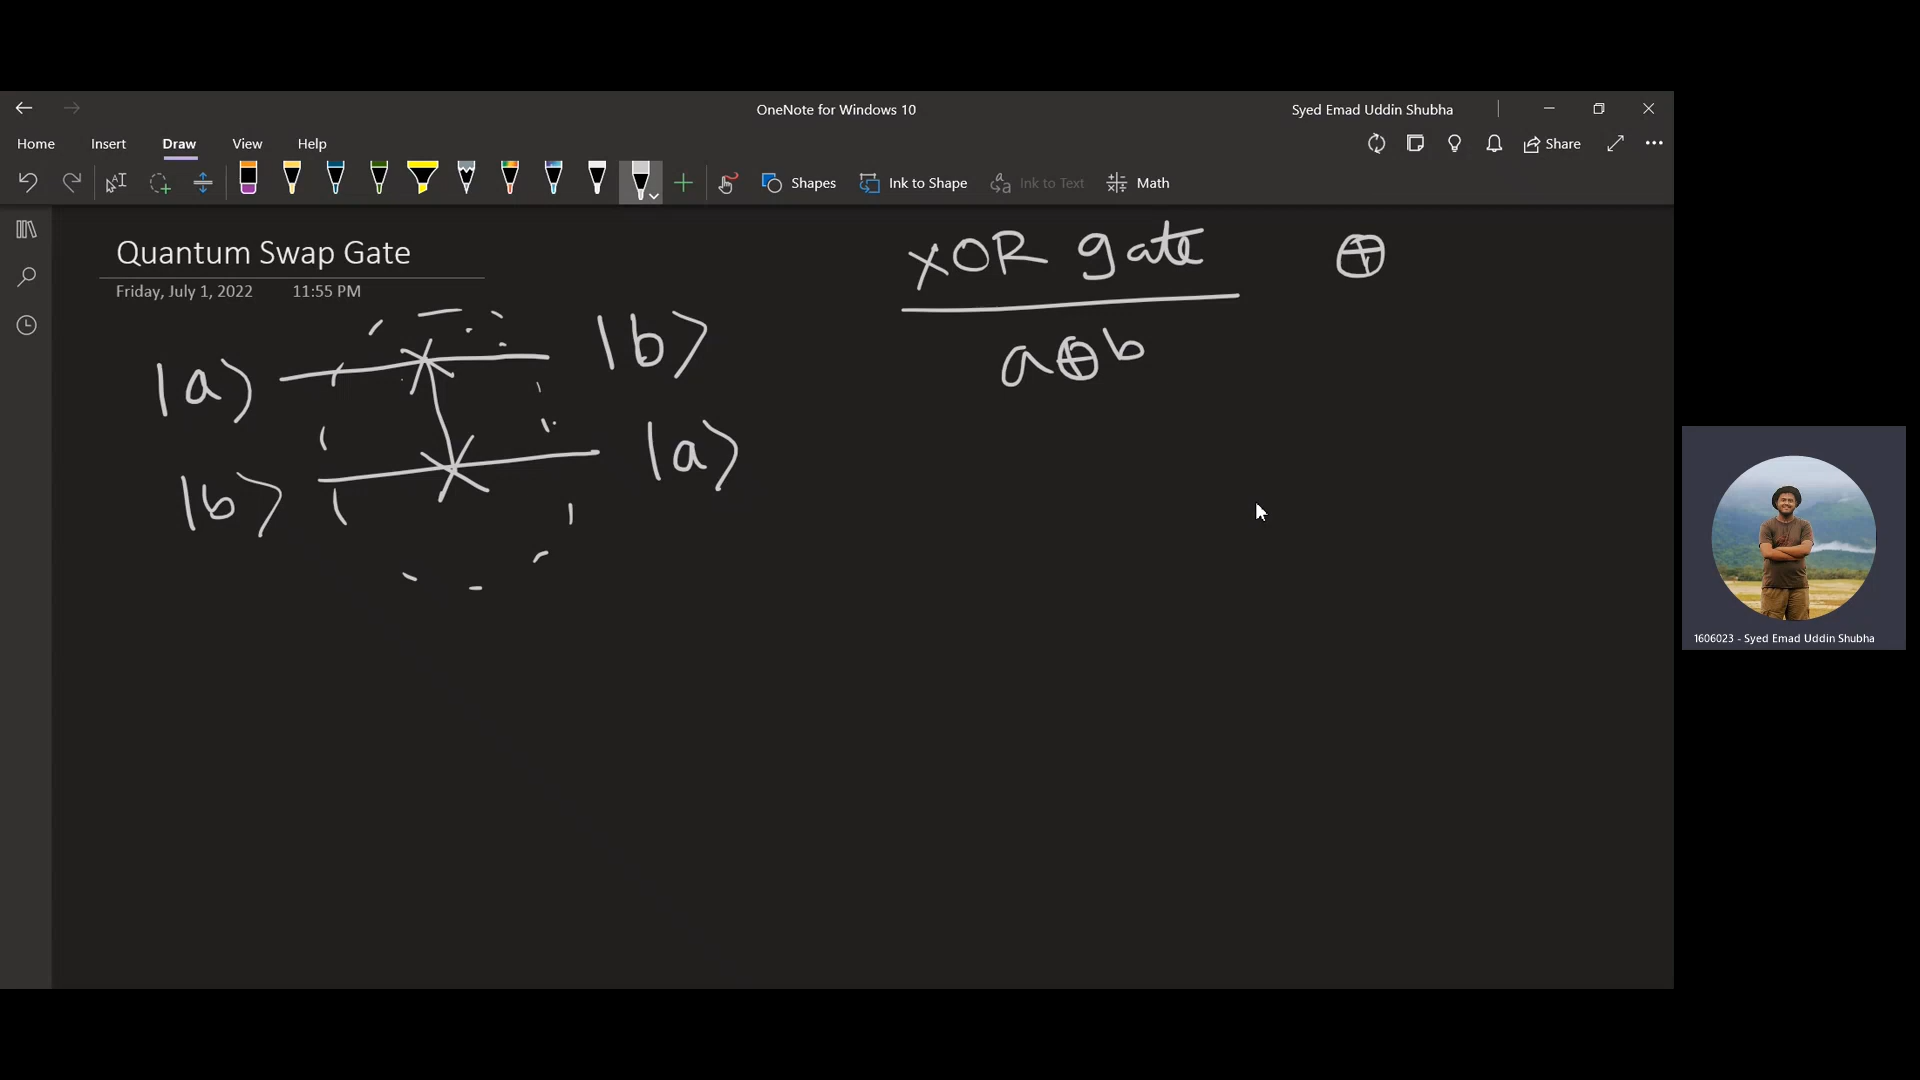 OneNote for Windows 10
Syed Emad Uddin Shubha
Home Insert Draw View Help
Share
Shapes Ink to Shape Ink to Text Math
Quantum Swap Gate
Friday, July 1, 2022 11:55 PM
XOR gate ⊕
a⊕b
|a⟩ |b⟩
|b⟩ |a⟩
1606023 - Syed Emad Uddin Shubha